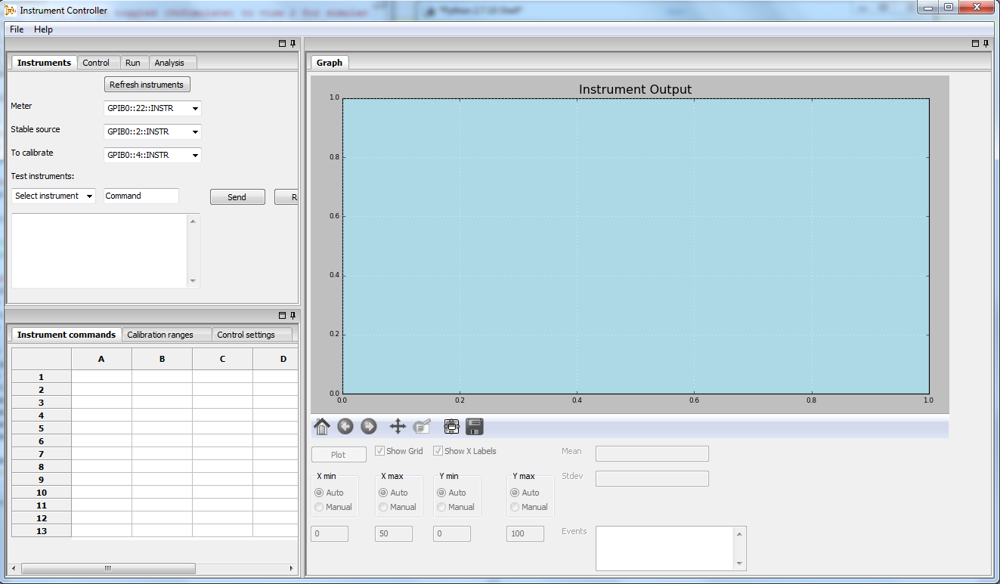 Instrument Controller
*Python 2.7.10 Shell*
File Help
Instruments Control Run Analysis
Refresh instruments
Meter GPIB0::22::INSTR
Stable source GPIB0::2::INSTR
To calibrate GPIB0::4::INSTR
Test instruments:
Select instrument Command Send
Instrument commands Calibration ranges Control settings
A B C D
1
2
3
4
5
6
7
8
9
10
11
12
13
Graph
Instrument Output
1.0
0.8
0.6
0.4
0.2
0.0
0.0 0.2 0.4 0.6 0.8 1.0
Plot Show Grid Show X Labels
X min X max Y min Y max
Auto Auto Auto Auto
Manual Manual Manual Manual
0 50 0 100
Mean
Stdev
Events